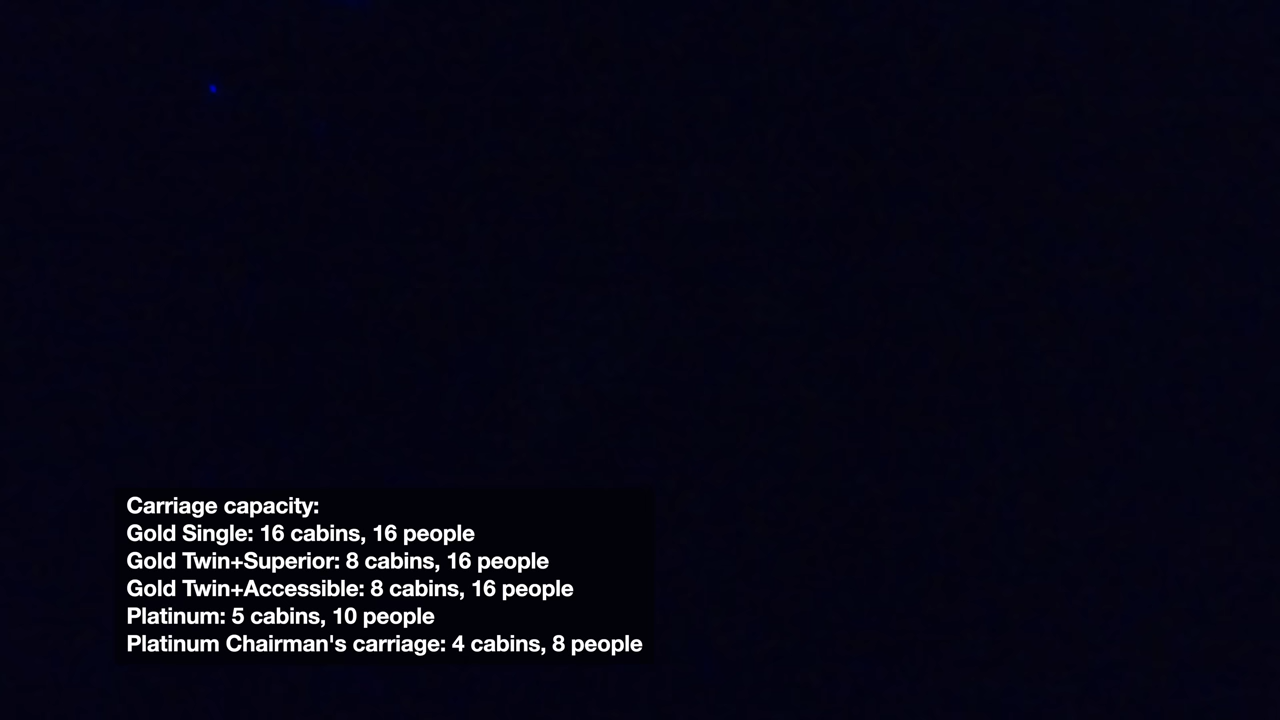 Carriage capacity:
Gold Single: 16 cabins, 16 people
Gold Twin+Superior: 8 cabins, 16 people
Gold Twin+Accessible: 8 cabins, 16 people
Platinum: 5 cabins, 10 people
Platinum Chairman's carriage: 4 cabins, 8 people